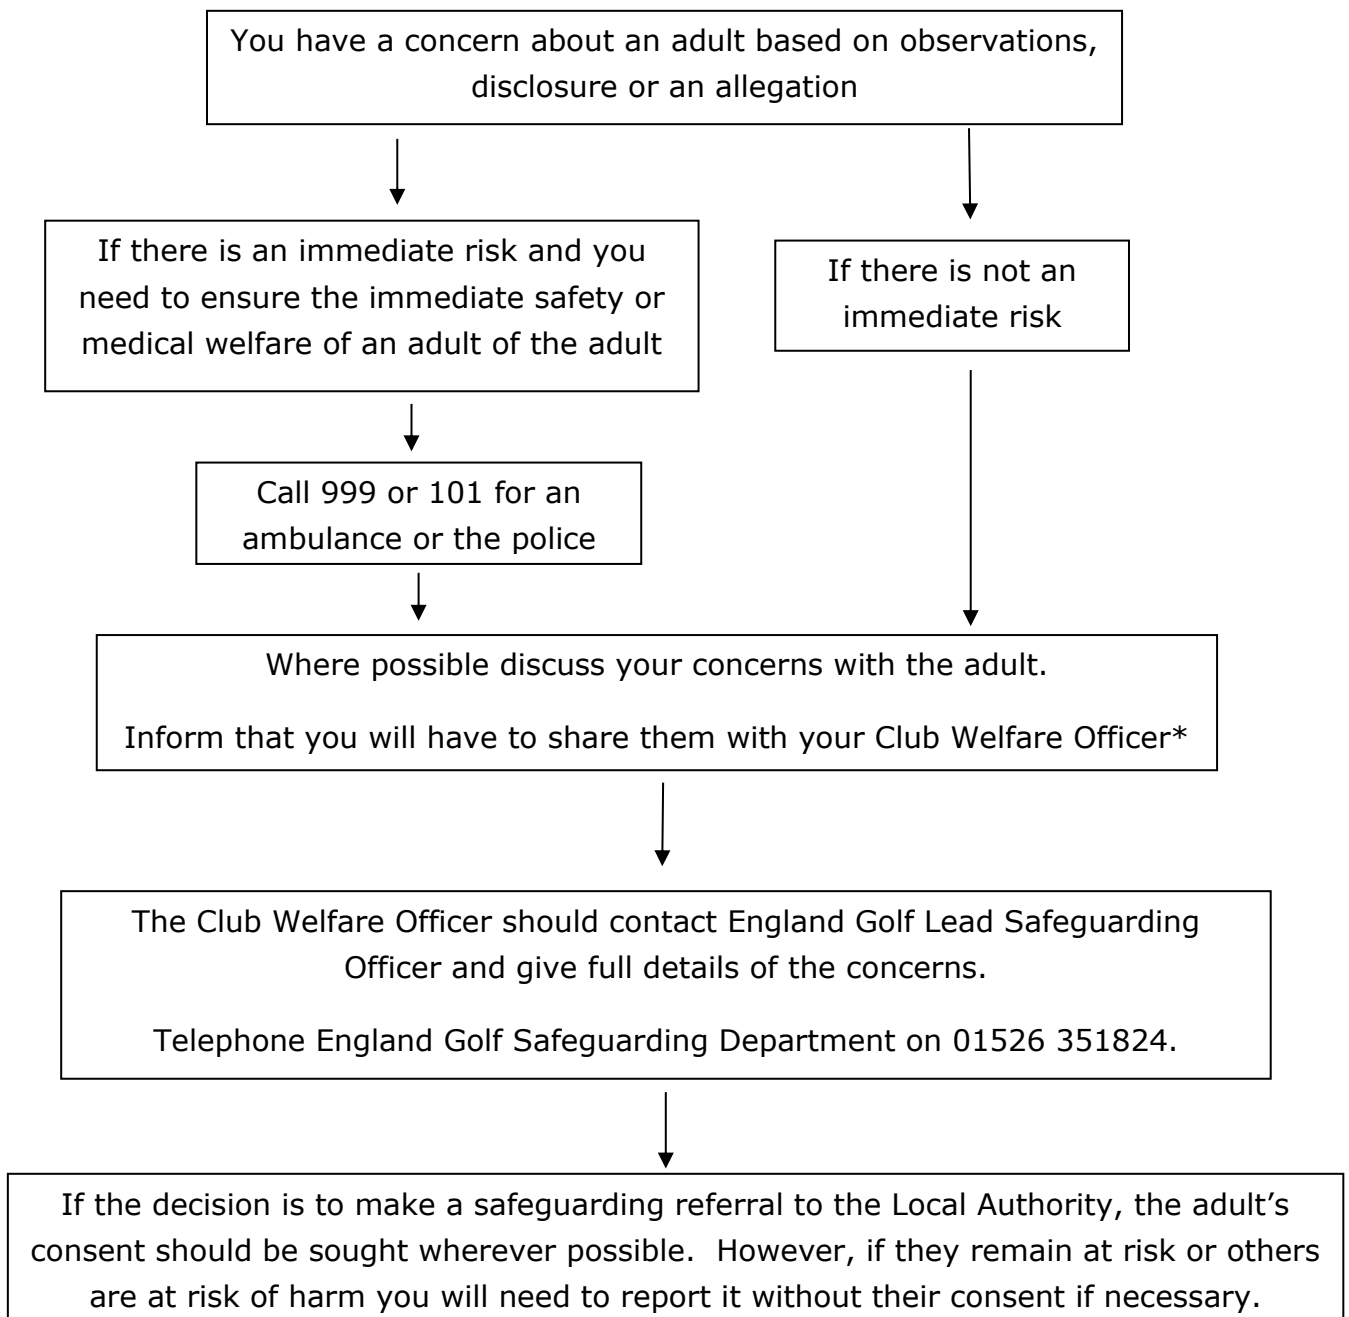 You have a concern about an adult based on observations,
disclosure or an allegation
If there is an immediate risk and you
need to ensure the immediate safety or
medical welfare of an adult of the adult
If there is not an
immediate risk
Call 999 or 101 for an
ambulance or the police
Where possible discuss your concerns with the adult.
Inform that you will have to share them with your Club Welfare Officer*
The Club Welfare Officer should contact England Golf Lead Safeguarding
Officer and give full details of the concerns.
Telephone England Golf Safeguarding Department on 01526 351824.
If the decision is to make a safeguarding referral to the Local Authority, the adult’s
consent should be sought wherever possible.  However, if they remain at risk or others
are at risk of harm you will need to report it without their consent if necessary.